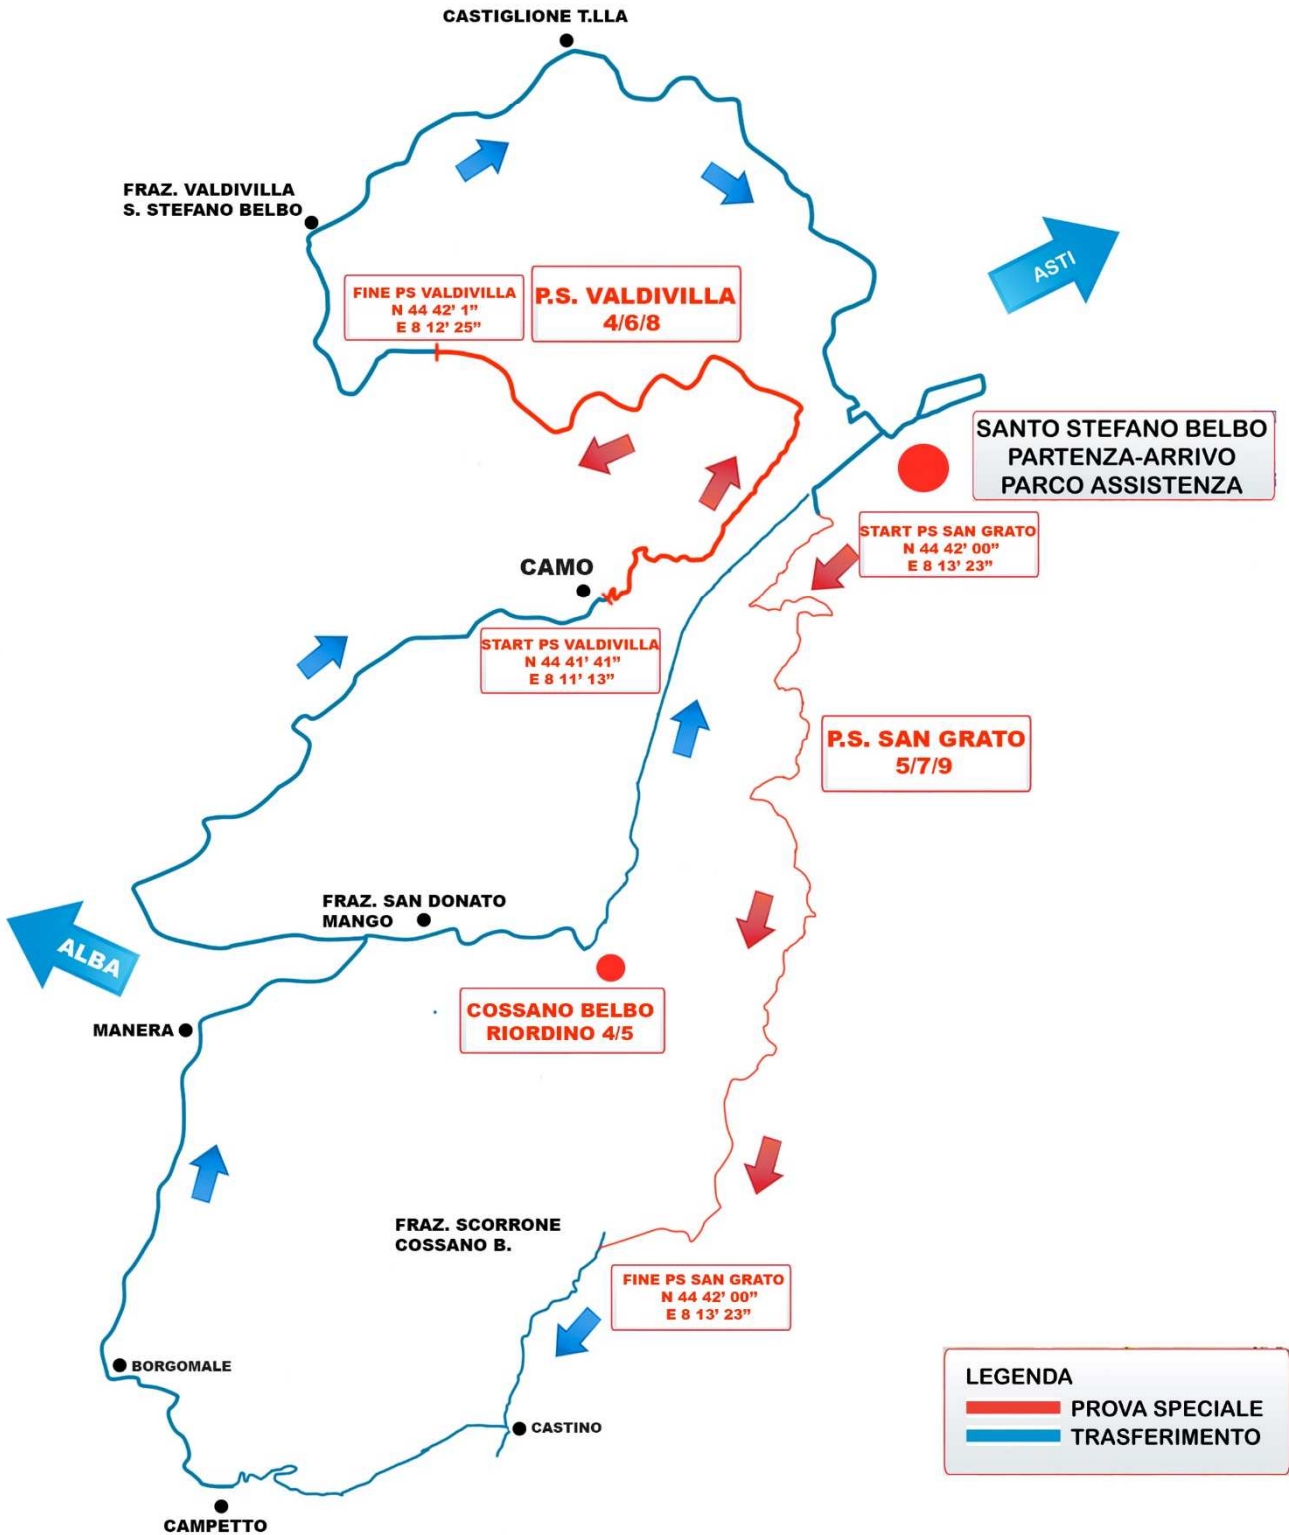 CASTIGLIONE T.LLA
FRAZ. VALDIVILLA
S. STEFANO BELBO
ASTI
FINE PS VALDIVILLA
N 44 42' 1”
E 8 12' 25”
P.S. VALDIVILLA
4/6/8
SANTO STEFANO BELBO
PARTENZA-ARRIVO
PARCO ASSISTENZA
START PS SAN GRATO
N 44 42' 00”
E 8 13' 23”
CAMO
START PS VALDIVILLA
N 44 41' 41”
E 8 11' 13”
P.S. SAN GRATO
5/7/9
FRAZ. SAN DONATO
MANGO
ALBA
COSSANO BELBO
RIORDINO 4/5
MANERA
FRAZ. SCORRONE
COSSANO B.
FINE PS SAN GRATO
N 44 42' 00”
E 8 13' 23”
BORGOMALE
CASTINO
CAMPETTO
LEGENDA
PROVA SPECIALE
TRASFERIMENTO